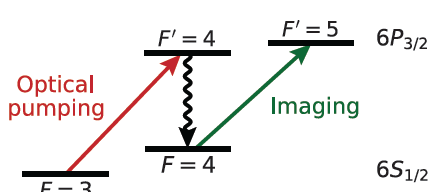 F′ = 5
F′ = 4
6P₃/₂
Optical
pumping
Imaging
F = 4
6S₁/₂
F = 3